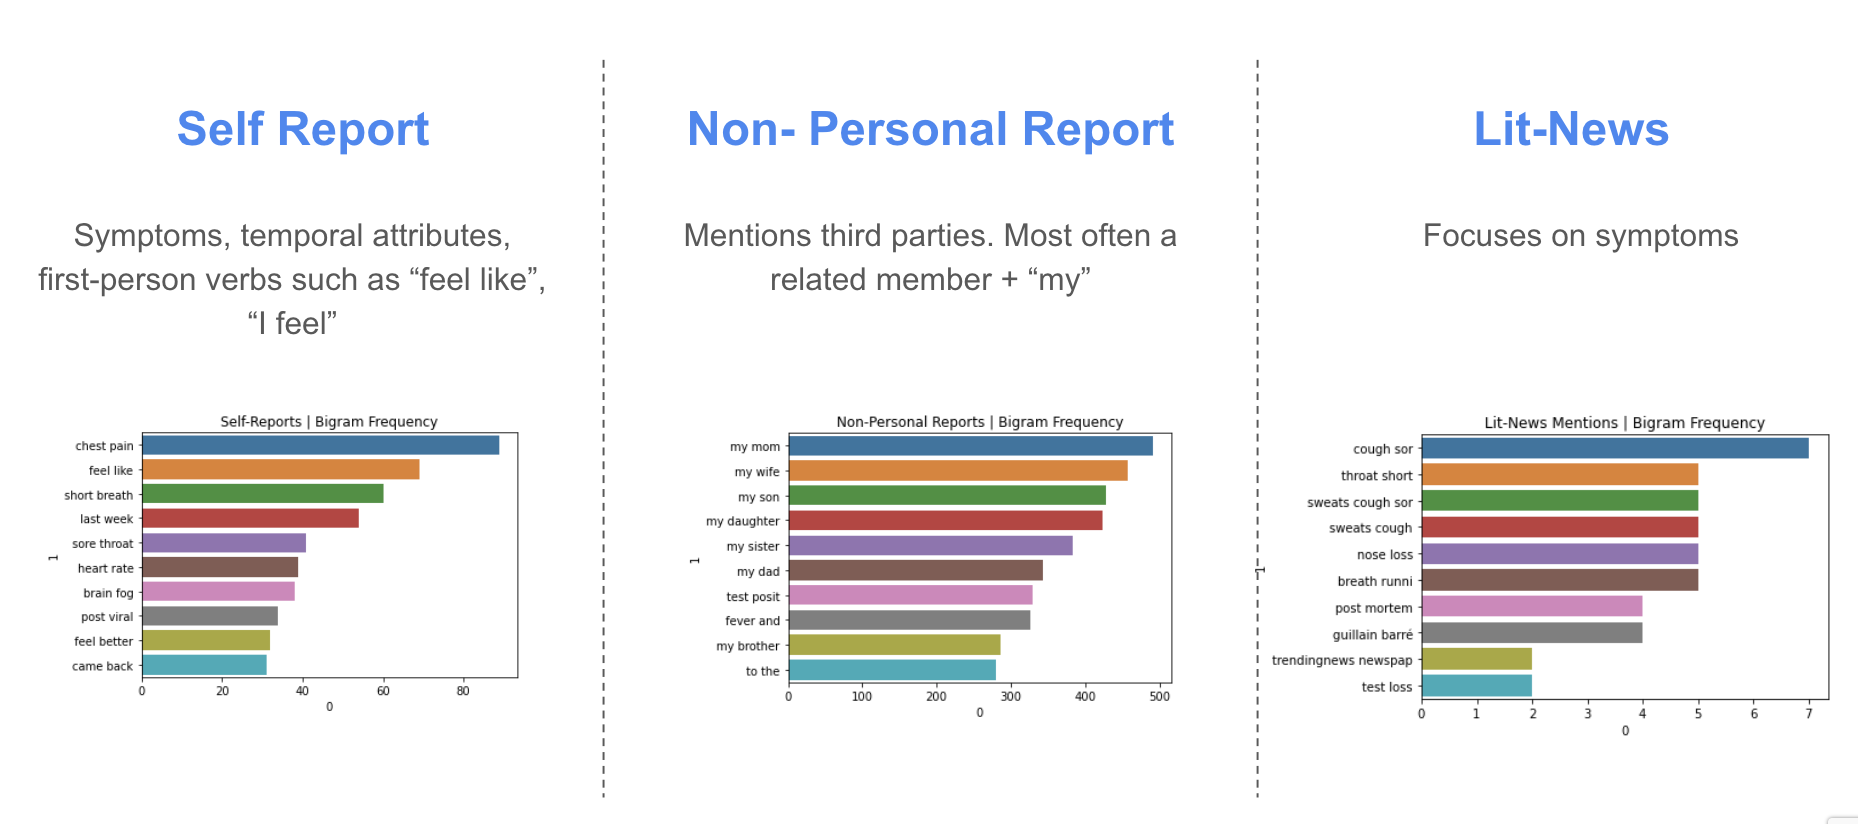 Self Report
Symptoms, temporal attributes,
first-person verbs such as “feel like”,
“I feel”
Self-Reports | Bigram Frequency
chest pain
feel like
short breath
last week
sore throat
heart rate
brain fog
post viral
feel better
came back
1
0 20 40 60 80
0
Non- Personal Report
Mentions third parties. Most often a
related member + “my”
Non-Personal Reports | Bigram Frequency
my mom
my wife
my son
my daughter
my sister
my dad
test posit
fever and
my brother
to the
1
0 100 200 300 400 500
0
Lit-News
Focuses on symptoms
Lit-News Mentions | Bigram Frequency
cough sor
throat short
sweats cough sor
sweats cough
nose loss
breath runni
post mortem
guillain barré
trendingnews newspap
test loss
1
0 1 2 3 4 5 6 7
0